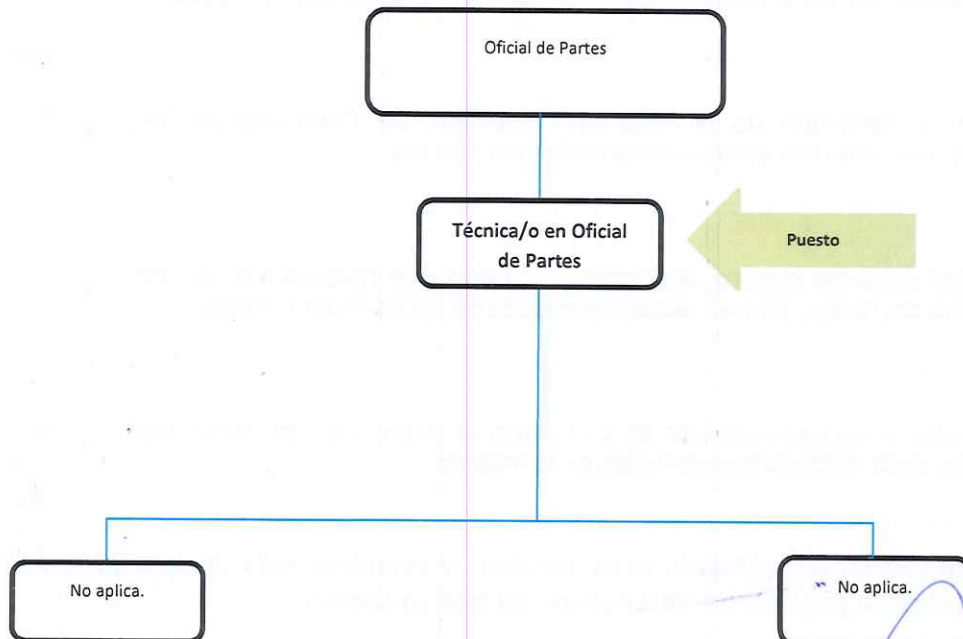 Oficial de Partes
Técnica/o en Oficial
de Partes
Puesto
No aplica.
No aplica.